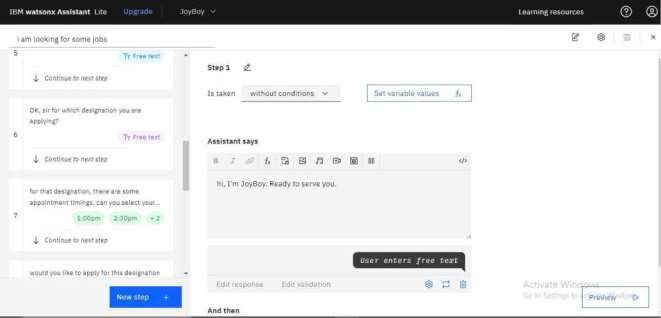 IBM watsonx Assistant Lite Upgrade JoyBoy Learning resources
i am looking for some jobs
5
Free text
Continue to next step
OK, sir for which designation you are
applying?
6
Free text
Continue to next step
for that designation, there are some
appointment timings. can you select your...
7
1:00pm 2:30pm + 2
Continue to next step
would you like to apply for this designation
New step +
Step 1
Is taken without conditions Set variable values fx
Assistant says
B I fx </>
hi, I'm JoyBoy. Ready to serve you.
User enters free text
Edit response Edit validation
And then
Activate Windows
Go to Settings to activate Windows.
Preview